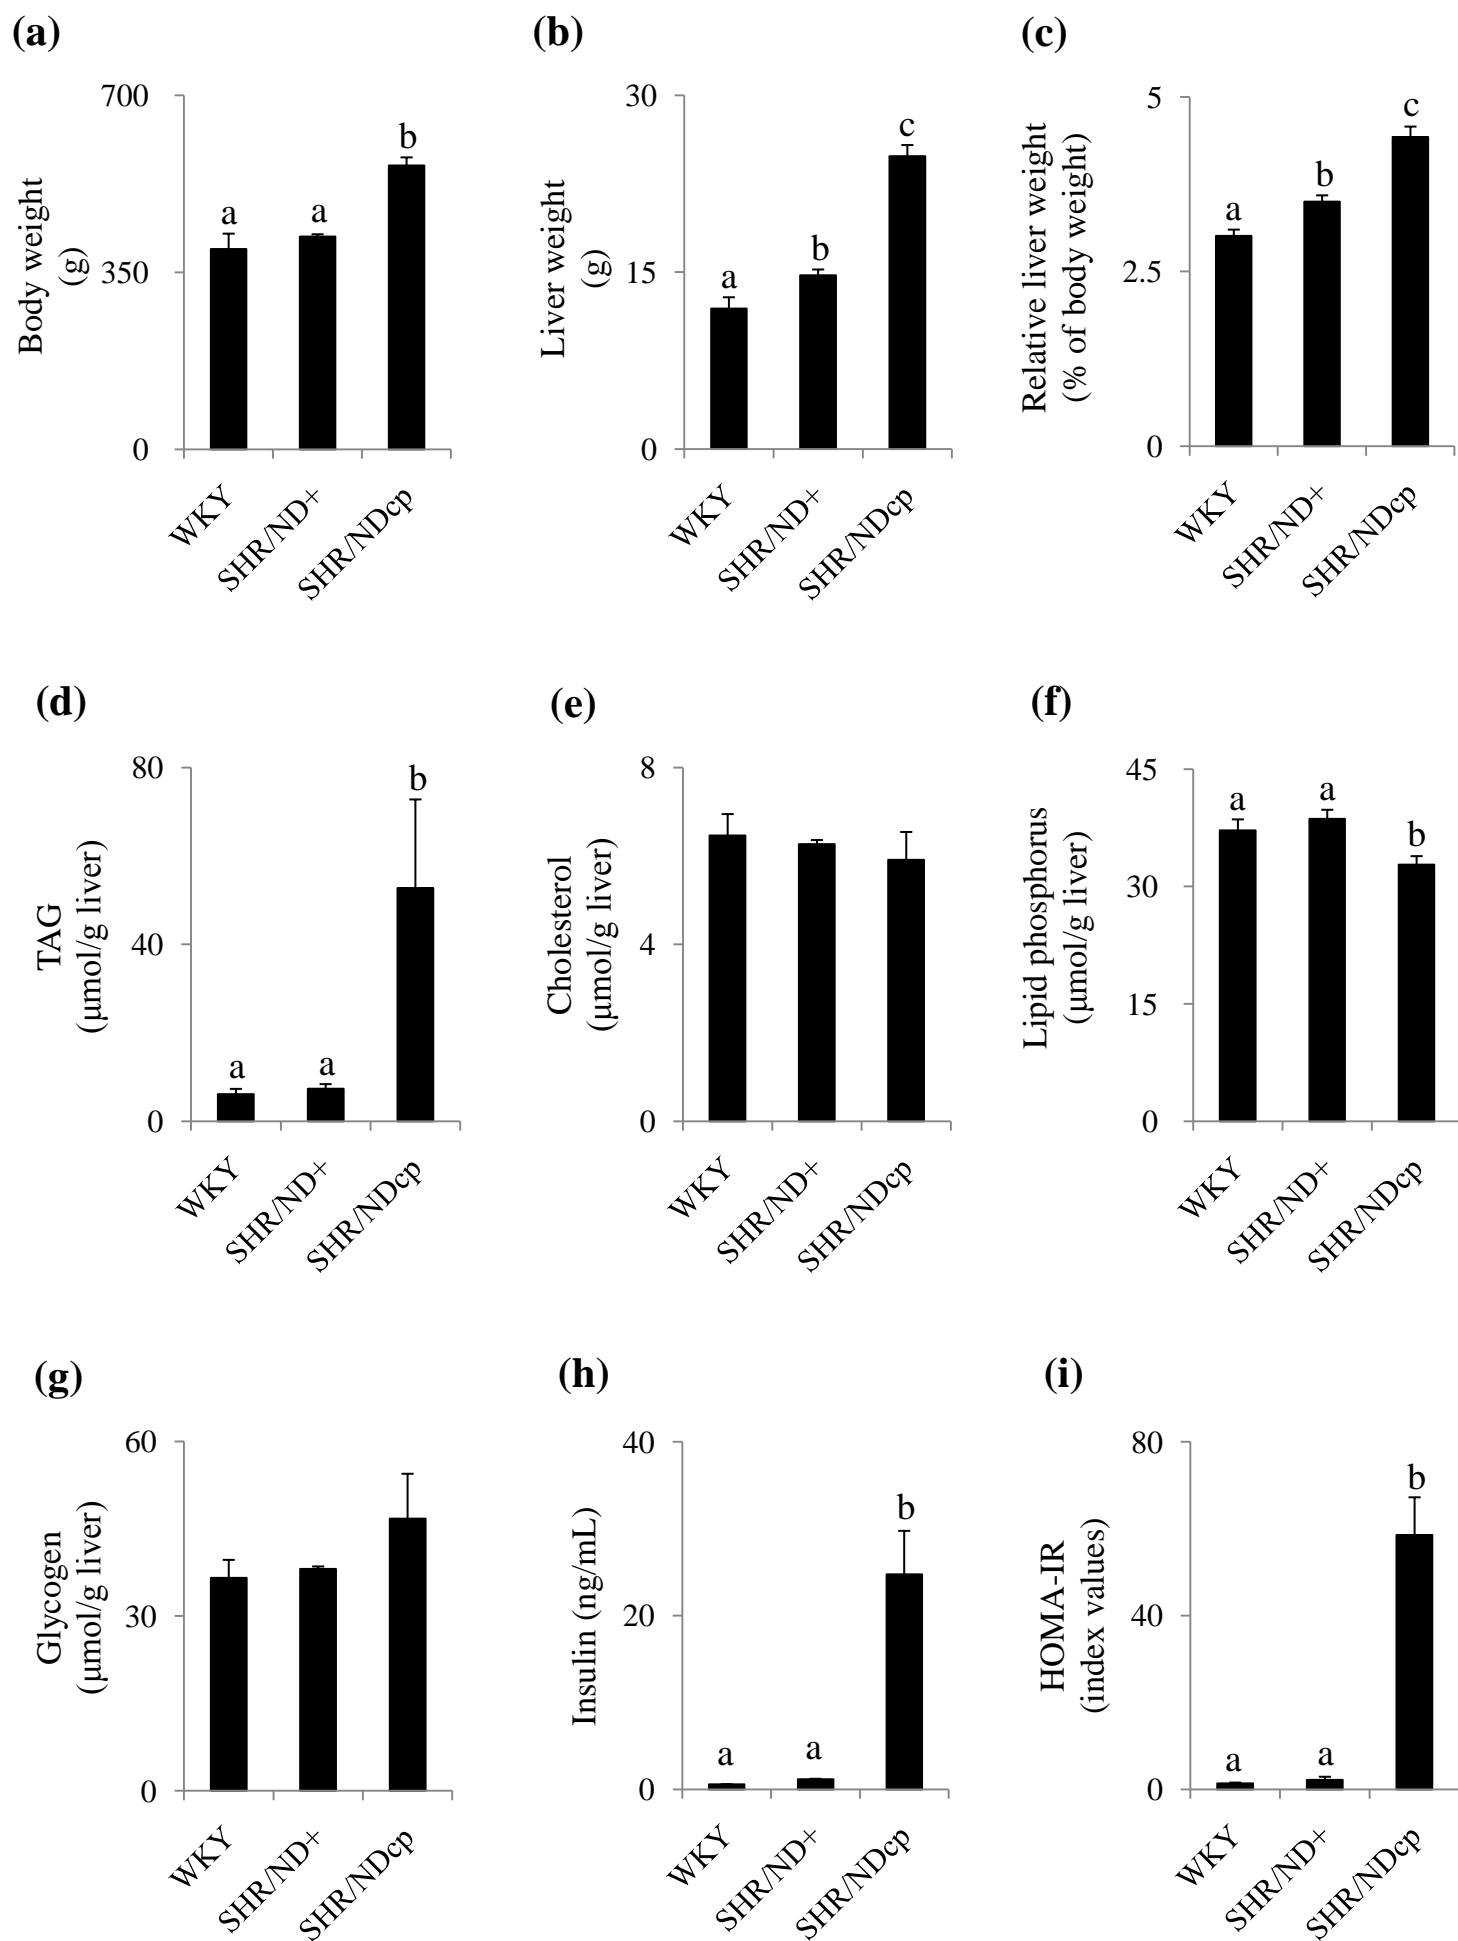 (a)
700
350
0
Body weight
(g)
a
a
b
WKY
SHR/ND+
SHR/NDcp
(b)
30
15
0
Liver weight
(g)
a
b
c
WKY
SHR/ND+
SHR/NDcp
(c)
5
2.5
0
Relative liver weight
(% of body weight)
a
b
c
WKY
SHR/ND+
SHR/NDcp
(d)
80
40
0
TAG
(µmol/g liver)
a
a
b
WKY
SHR/ND+
SHR/NDcp
(e)
8
4
0
Cholesterol
(µmol/g liver)
WKY
SHR/ND+
SHR/NDcp
(f)
45
30
15
0
Lipid phosphorus
(µmol/g liver)
a
a
b
WKY
SHR/ND+
SHR/NDcp
(g)
60
30
0
Glycogen
(µmol/g liver)
WKY
SHR/ND+
SHR/NDcp
(h)
40
20
0
Insulin (ng/mL)
a
a
b
WKY
SHR/ND+
SHR/NDcp
(i)
80
40
0
HOMA-IR
(index values)
a
a
b
WKY
SHR/ND+
SHR/NDcp